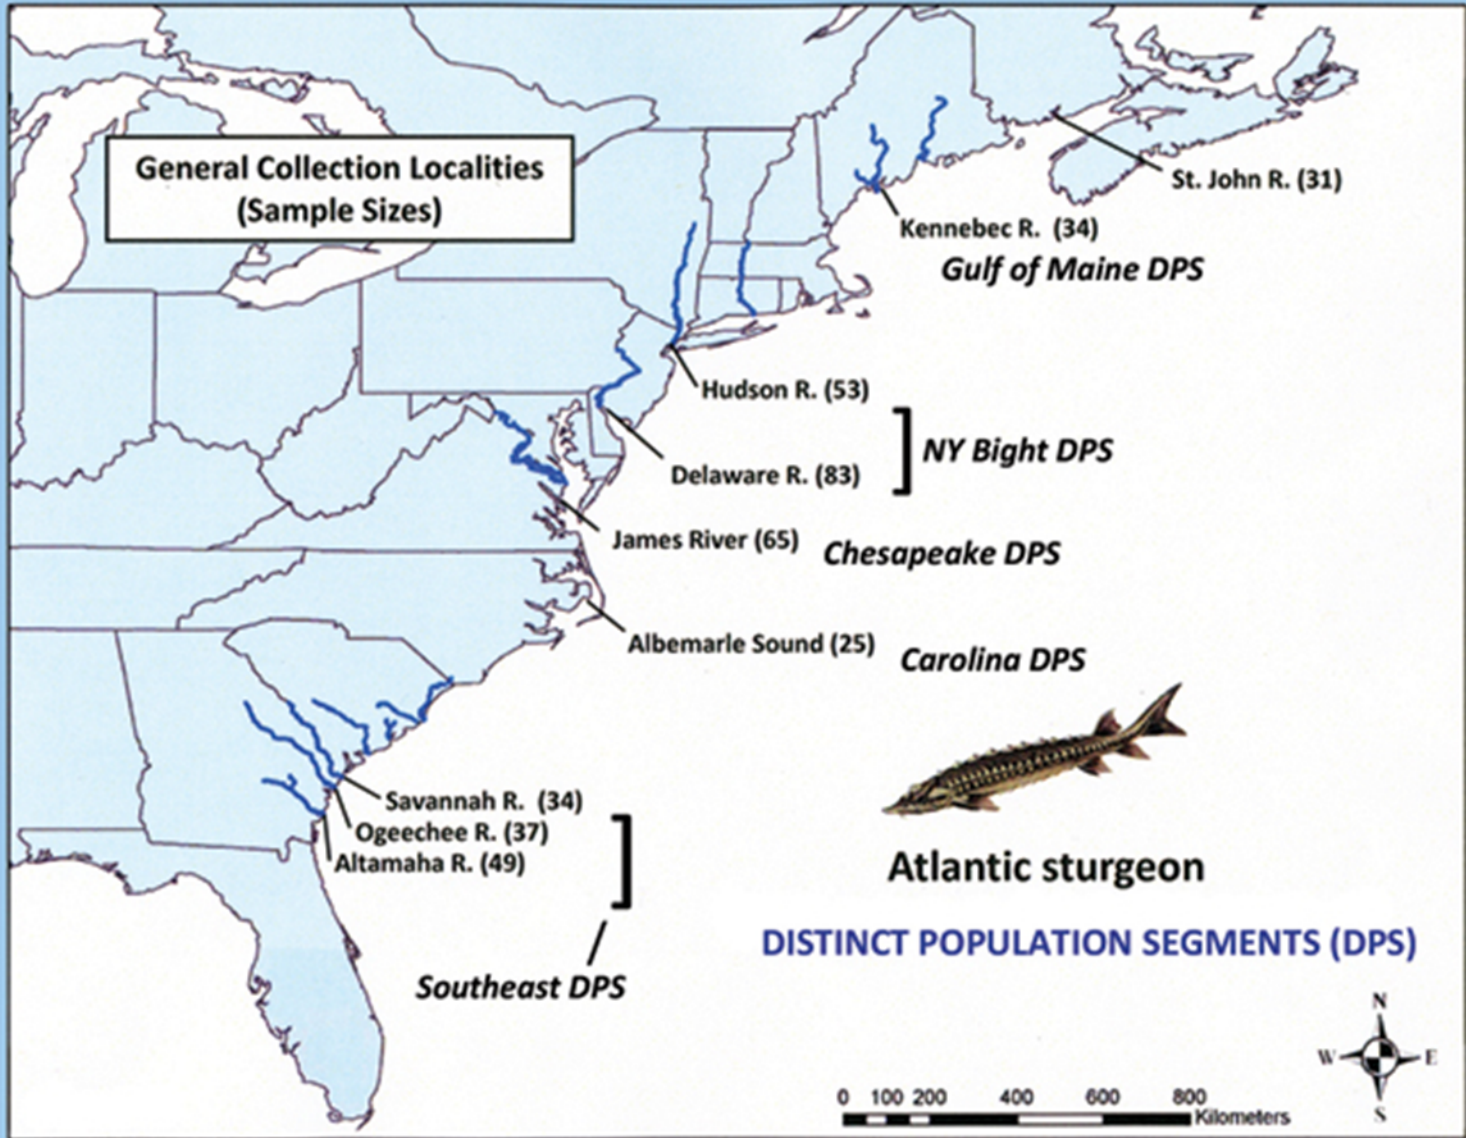 General Collection Localities
(Sample Sizes)
St. John R. (31)
Kennebec R. (34)
Gulf of Maine DPS
Hudson R. (53)
NY Bight DPS
Delaware R. (83)
James River (65)
Chesapeake DPS
Albemarle Sound (25)
Carolina DPS
Savannah R. (34)
Ogeechee R. (37)
Altamaha R. (49)
Southeast DPS
Atlantic sturgeon
DISTINCT POPULATION SEGMENTS (DPS)
N
W E
S
0 100 200 400 600 800
Kilometers